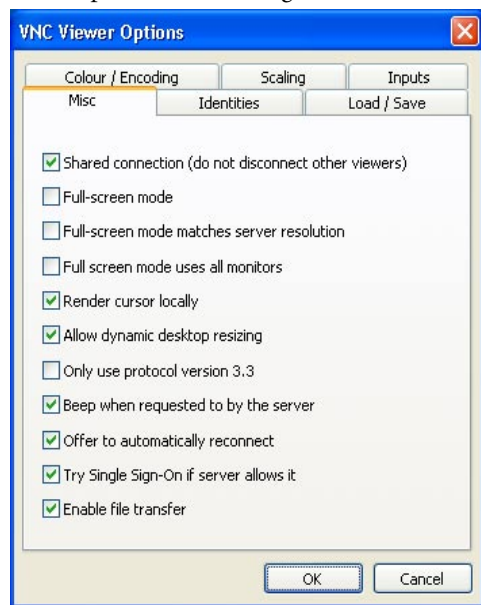 VNC Viewer Options
Colour / Encoding Scaling Inputs
Misc Identities Load / Save
Shared connection (do not disconnect other viewers)
Full-screen mode
Full-screen mode matches server resolution
Full screen mode uses all monitors
Render cursor locally
Allow dynamic desktop resizing
Only use protocol version 3.3
Beep when requested to by the server
Offer to automatically reconnect
Try Single Sign-On if server allows it
Enable file transfer
OK Cancel